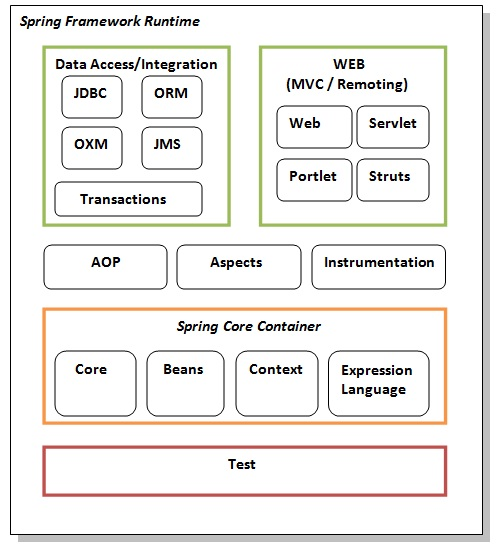 Spring Framework Runtime
Data Access/Integration
JDBC
ORM
OXM
JMS
Transactions
WEB
(MVC / Remoting)
Web
Servlet
Portlet
Struts
AOP
Aspects
Instrumentation
Spring Core Container
Core
Beans
Context
Expression
Language
Test